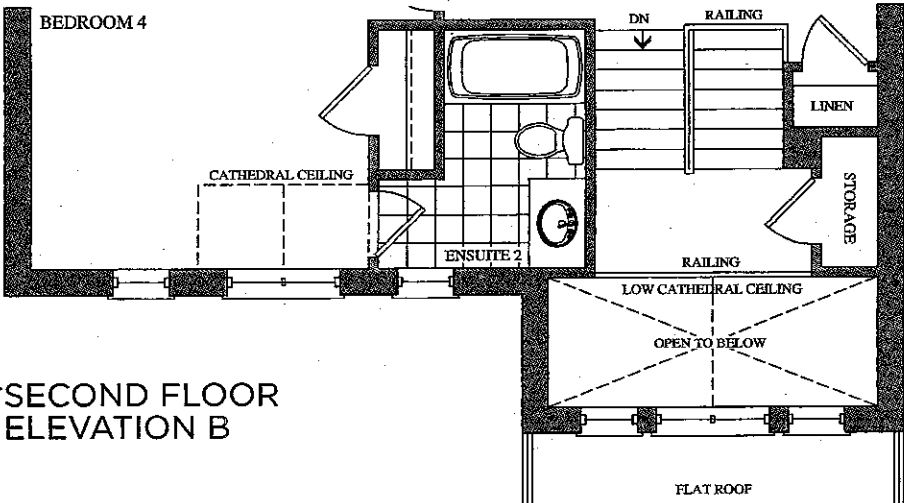 BEDROOM 4
DN
RAILING
LINEN
CATHEDRAL CEILING
STORAGE
ENSUITE 2
RAILING
LOW CATHEDRAL CEILING
OPEN TO BELOW
SECOND FLOOR
ELEVATION B
FLAT ROOF